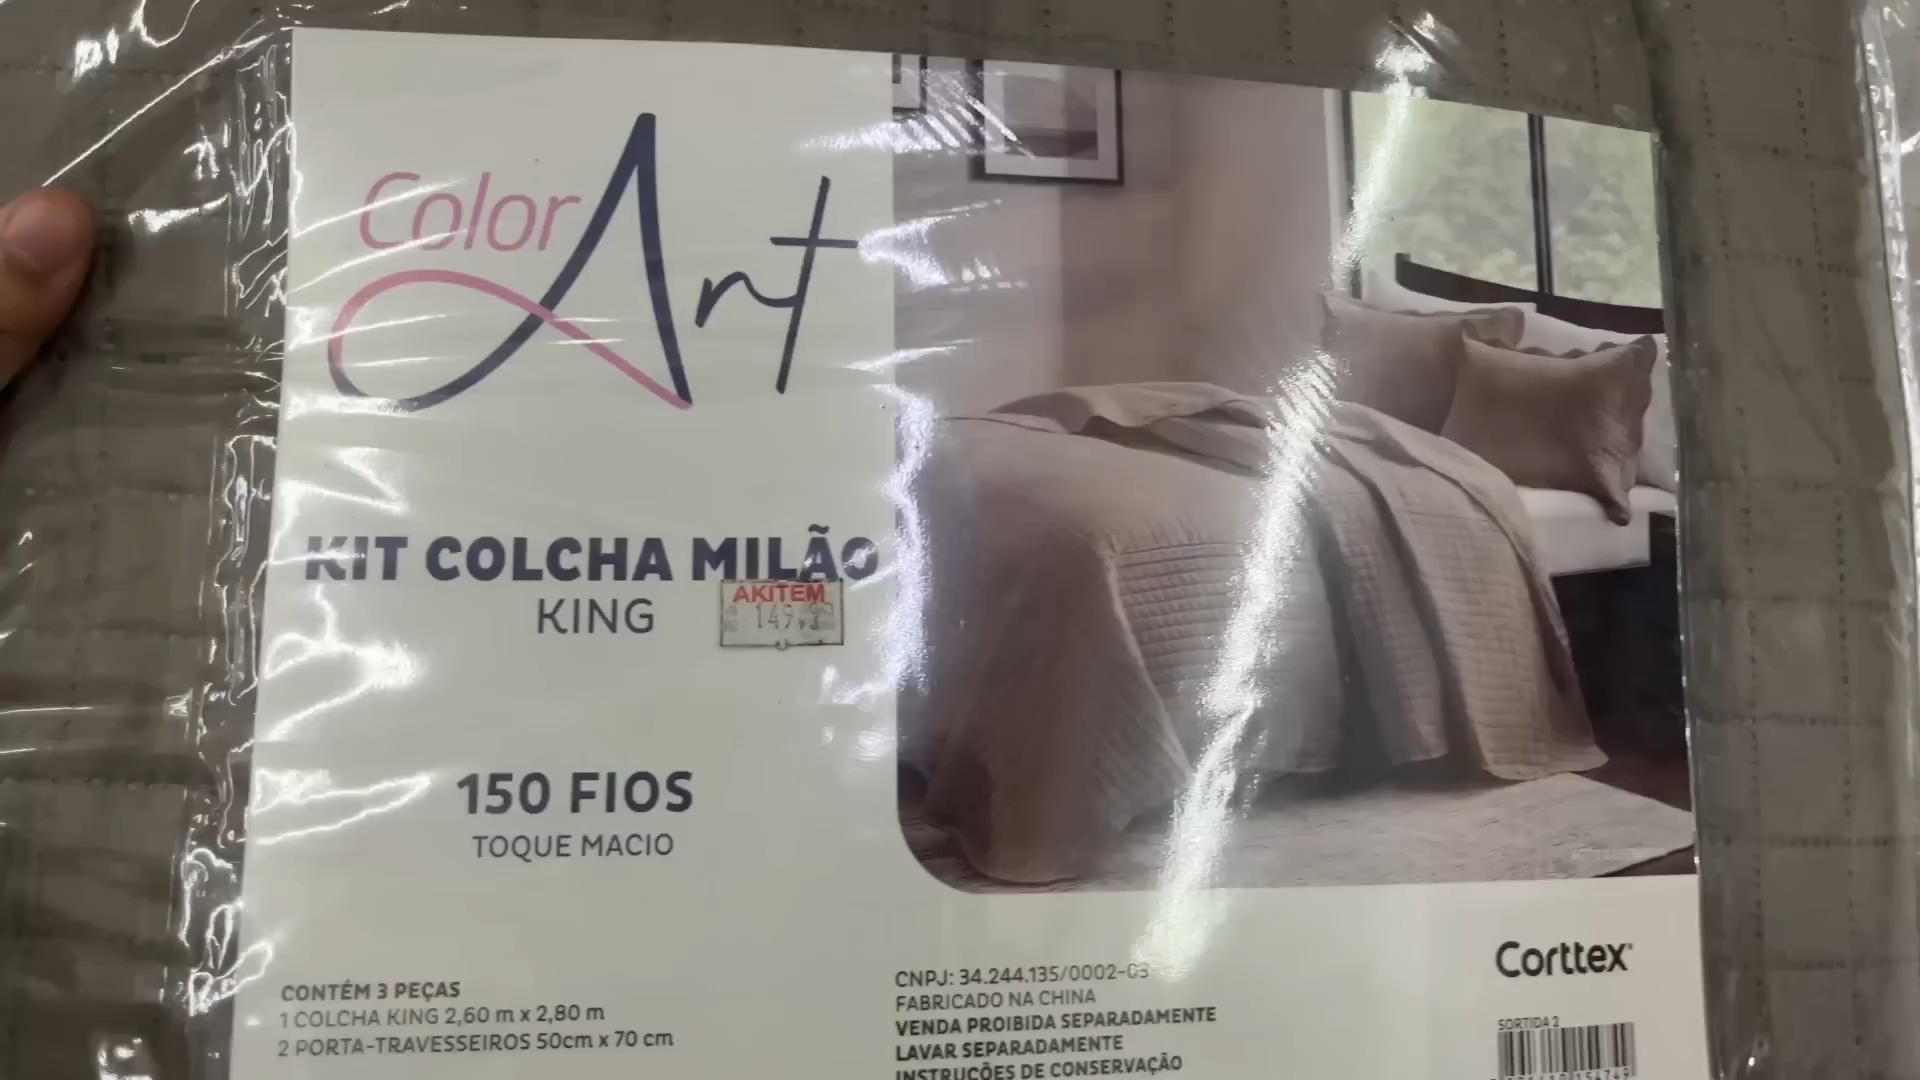 Color
Art
KIT COLCHA MILÃO
KING
AKITEM
150 FIOS
TOQUE MACIO
CONTÉM 3 PEÇAS
1 COLCHA KING 2,60 m x 2,80 m
2 PORTA-TRAVESSEIROS 50cm x 70 cm
CNPJ: 34.244.135/0002-03
FABRICADO NA CHINA
VENDA PROIBIDA SEPARADAMENTE
LAVAR SEPARADAMENTE
INSTRUÇÕES DE CONSERVAÇÃO
Corttex
SORTIDA 2